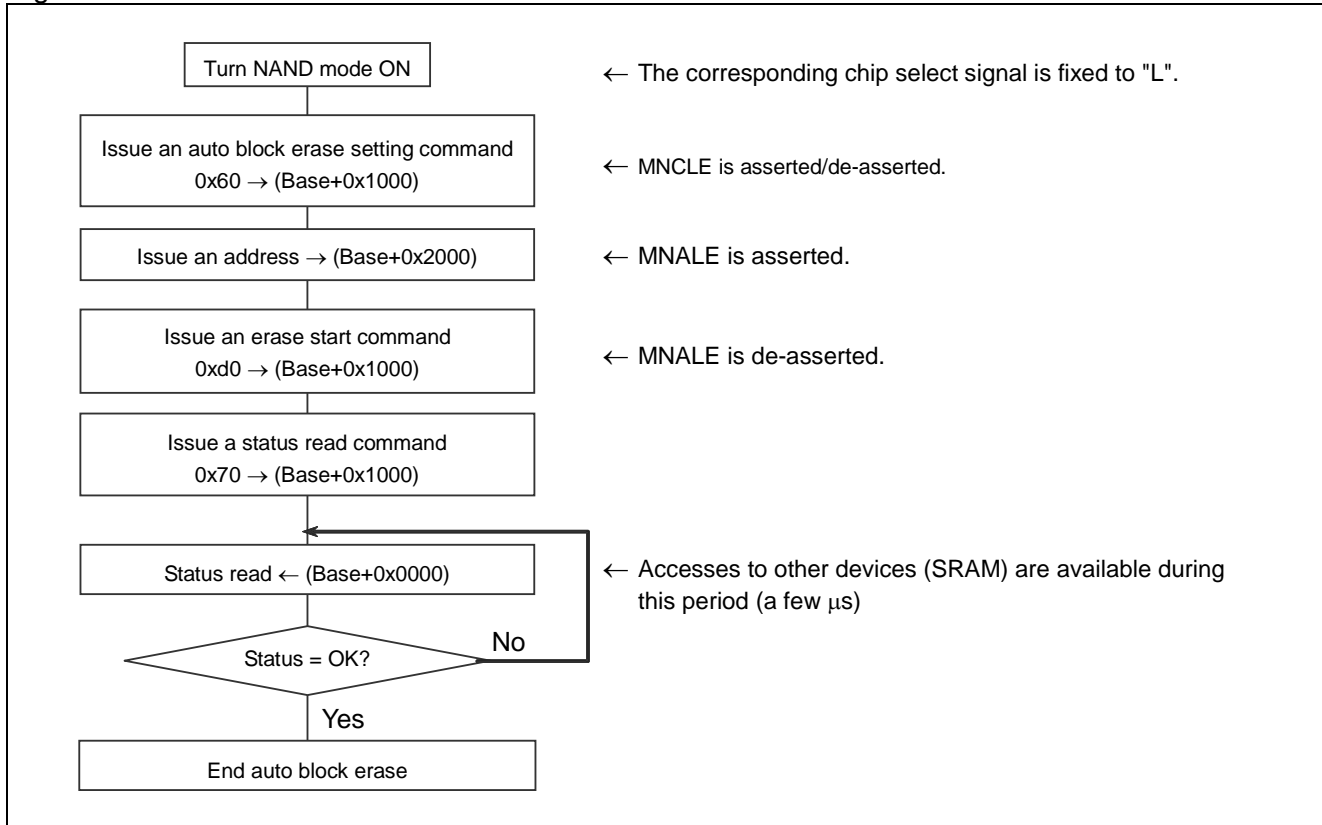 Turn NAND mode ON
← The corresponding chip select signal is fixed to "L".
Issue an auto block erase setting command
0x60 → (Base+0x1000)
← MNCLE is asserted/de-asserted.
Issue an address → (Base+0x2000)
← MNALE is asserted.
Issue an erase start command
0xd0 → (Base+0x1000)
← MNALE is de-asserted.
Issue a status read command
0x70 → (Base+0x1000)
Status read ← (Base+0x0000)
← Accesses to other devices (SRAM) are available during
this period (a few μs)
Status = OK?
No
Yes
End auto block erase